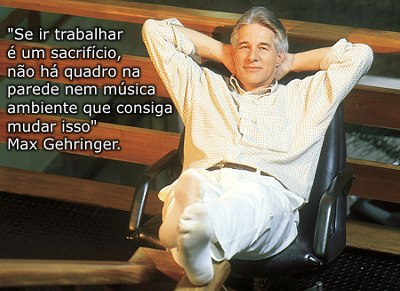 "Se ir trabalhar
é um sacrifício,
não há quadro na
parede nem música
ambiente que consiga
mudar isso"
Max Gehringer.